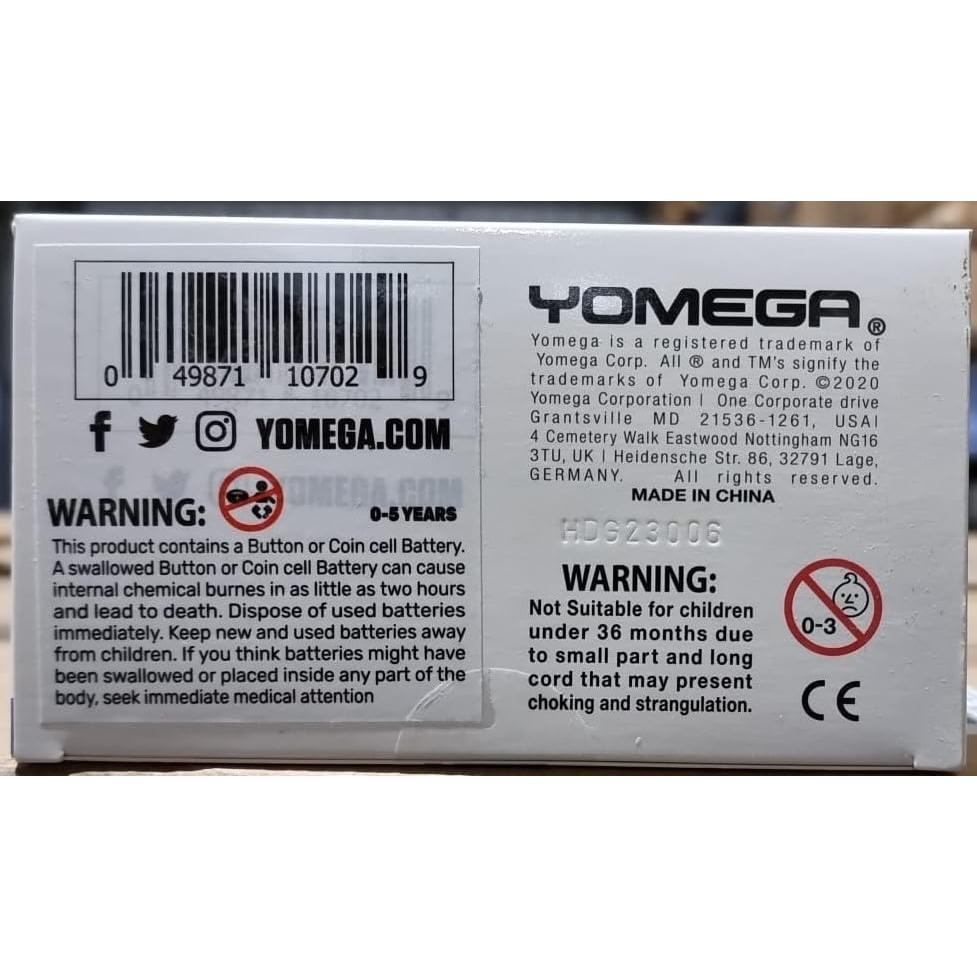 0 49871 10702 9
YOMEGA.COM
WARNING:
0-5 YEARS
This product contains a Button or Coin cell Battery.
A swallowed Button or Coin cell Battery can cause
internal chemical burnes in as little as two hours
and lead to death. Dispose of used batteries
immediately. Keep new and used batteries away
from children. If you think batteries might have
been swallowed or placed inside any part of the
body, seek immediate medical attention
YOMEGA®
Yomega is a registered trademark of
Yomega Corp. All ® and TM's signify the
trademarks of Yomega Corp. ©2020
Yomega Corporation | One Corporate drive
Grantsville MD 21536-1261, USA|
4 Cemetery Walk Eastwood Nottingham NG16
3TU, UK | Heidensche Str. 86, 32791 Lage,
GERMANY. All rights reserved.
MADE IN CHINA
HDG23006
WARNING:
Not Suitable for children
under 36 months due
to small part and long
cord that may present
choking and strangulation.
0-3
CE